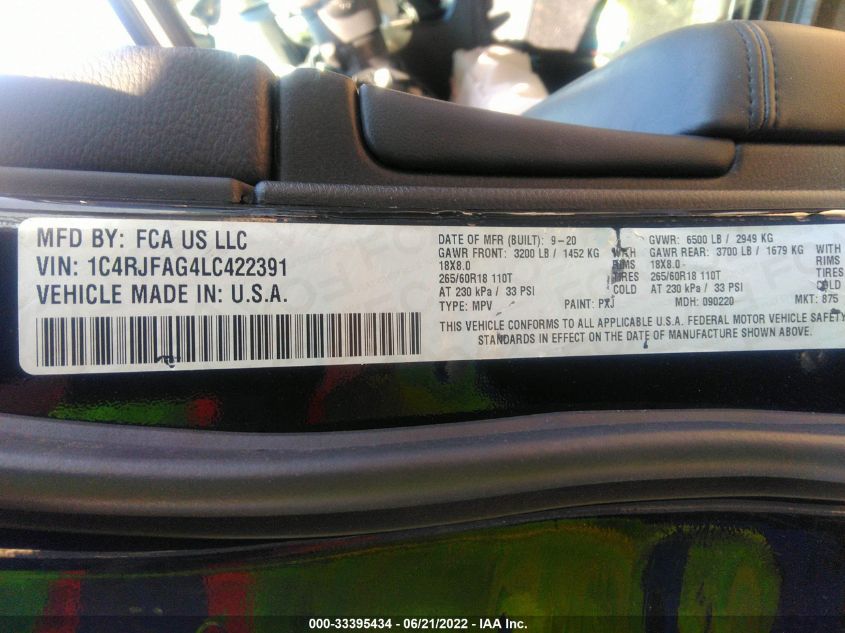 MFD BY: FCA US LLC
VIN: 1C4RJFAG4LC422391
VEHICLE MADE IN: U.S.A.
DATE OF MFR (BUILT): 9-20 GVWR: 6500 LB / 2949 KG
GAWR FRONT: 3200 LB / 1452 KG WITH GAWR REAR: 3700 LB / 1679 KG WITH
18X8.0 RIMS 18X8.0 RIMS
265/60R18 110T TIRES 265/60R18 110T TIRES
AT 230 kPa / 33 PSI COLD AT 230 kPa / 33 PSI COLD
TYPE: MPV PAINT: PXJ MDH: 090220 MKT: 875
THIS VEHICLE CONFORMS TO ALL APPLICABLE U.S.A. FEDERAL MOTOR VEHICLE SAFETY
STANDARDS IN EFFECT ON THE DATE OF MANUFACTURE SHOWN ABOVE.
000-33395434 - 06/21/2022 - IAA Inc.